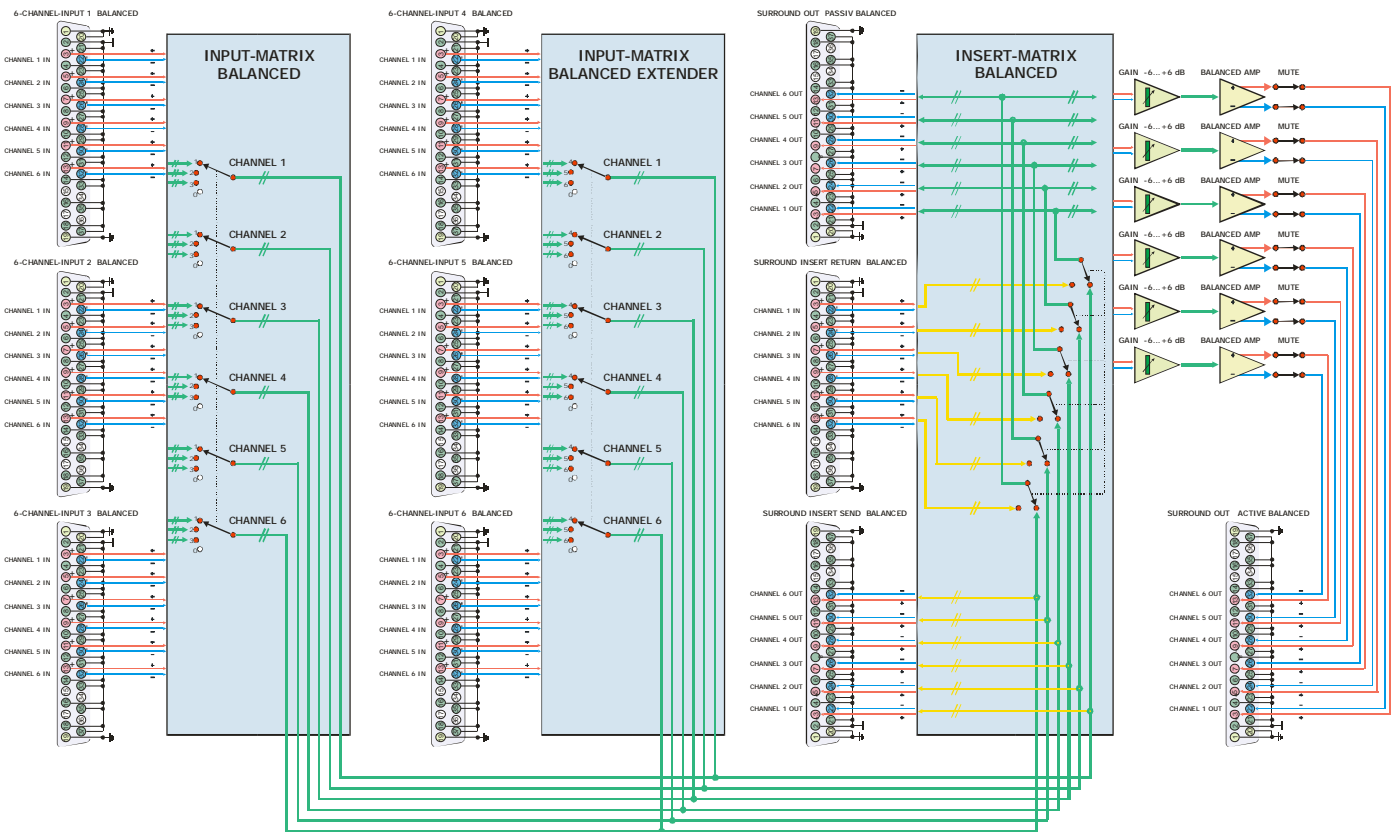 6-CHANNEL-INPUT 1 BALANCED
CHANNEL 1 IN
CHANNEL 2 IN
CHANNEL 3 IN
CHANNEL 4 IN
CHANNEL 5 IN
CHANNEL 6 IN
6-CHANNEL-INPUT 2 BALANCED
CHANNEL 1 IN
CHANNEL 2 IN
CHANNEL 3 IN
CHANNEL 4 IN
CHANNEL 5 IN
CHANNEL 6 IN
6-CHANNEL-INPUT 3 BALANCED
CHANNEL 1 IN
CHANNEL 2 IN
CHANNEL 3 IN
CHANNEL 4 IN
CHANNEL 5 IN
CHANNEL 6 IN
INPUT-MATRIX
BALANCED
CHANNEL 1
CHANNEL 2
CHANNEL 3
CHANNEL 4
CHANNEL 5
CHANNEL 6
6-CHANNEL-INPUT 4 BALANCED
CHANNEL 1 IN
CHANNEL 2 IN
CHANNEL 3 IN
CHANNEL 4 IN
CHANNEL 5 IN
CHANNEL 6 IN
6-CHANNEL-INPUT 5 BALANCED
CHANNEL 1 IN
CHANNEL 2 IN
CHANNEL 3 IN
CHANNEL 4 IN
CHANNEL 5 IN
CHANNEL 6 IN
6-CHANNEL-INPUT 6 BALANCED
CHANNEL 1 IN
CHANNEL 2 IN
CHANNEL 3 IN
CHANNEL 4 IN
CHANNEL 5 IN
CHANNEL 6 IN
INPUT-MATRIX
BALANCED EXTENDER
CHANNEL 1
CHANNEL 2
CHANNEL 3
CHANNEL 4
CHANNEL 5
CHANNEL 6
SURROUND OUT PASSIV BALANCED
CHANNEL 6 OUT
CHANNEL 5 OUT
CHANNEL 4 OUT
CHANNEL 3 OUT
CHANNEL 2 OUT
CHANNEL 1 OUT
SURROUND INSERT RETURN BALANCED
CHANNEL 1 IN
CHANNEL 2 IN
CHANNEL 3 IN
CHANNEL 4 IN
CHANNEL 5 IN
CHANNEL 6 IN
SURROUND INSERT SEND BALANCED
CHANNEL 6 OUT
CHANNEL 5 OUT
CHANNEL 4 OUT
CHANNEL 3 OUT
CHANNEL 2 OUT
CHANNEL 1 OUT
INSERT-MATRIX
BALANCED
GAIN -6...+6 dB BALANCED AMP MUTE
GAIN -6...+6 dB BALANCED AMP MUTE
GAIN -6...+6 dB BALANCED AMP MUTE
GAIN -6...+6 dB BALANCED AMP MUTE
GAIN -6...+6 dB BALANCED AMP MUTE
GAIN -6...+6 dB BALANCED AMP MUTE
SURROUND OUT ACTIVE BALANCED
CHANNEL 6 OUT
CHANNEL 5 OUT
CHANNEL 4 OUT
CHANNEL 3 OUT
CHANNEL 2 OUT
CHANNEL 1 OUT